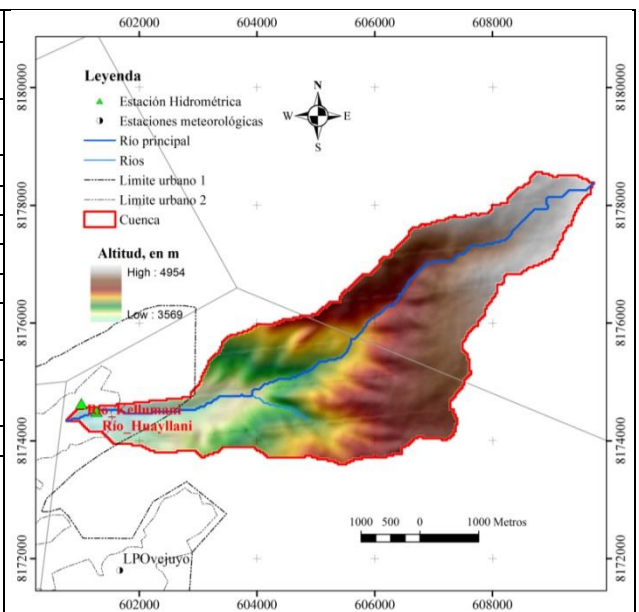 602000 604000 606000 608000
8180000 8180000
Leyenda
Estación Hidrométrica
Estaciones meteorológicas
Río principal
Rios
Limite urbano 1
Limite urbano 2
Cuenca
N
W E
S
8178000 8178000
Altitud, en m
High : 4954
Low : 3569
8176000 8176000
Río_Kellumani
Río_Huayllani
8174000 8174000
1000 500 0 1000 Metros
LPOvejuyo
8172000 8172000
602000 604000 606000 608000